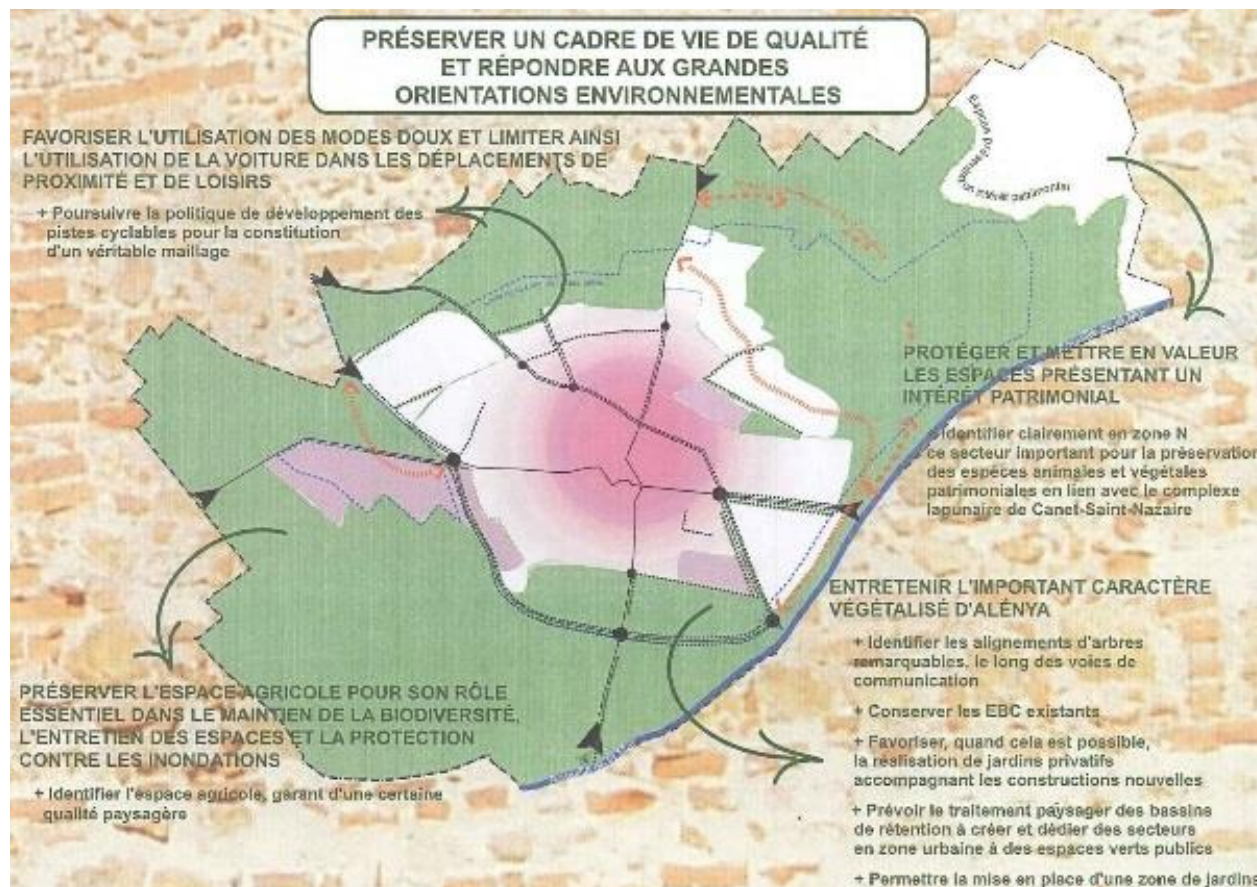 PRÉSERVER UN CADRE DE VIE DE QUALITÉ
ET RÉPONDRE AUX GRANDES
ORIENTATIONS ENVIRONNEMENTALES
FAVORISER L'UTILISATION DES MODES DOUX ET LIMITER AINSI
L'UTILISATION DE LA VOITURE DANS LES DÉPLACEMENTS DE
PROXIMITÉ ET DE LOISIRS
+ Poursuivre la politique de développement des
pistes cyclables pour la constitution
d'un véritable maillage
intérêt patrimonial
PROTÉGER ET METTRE EN VALEUR
LES ESPACES PRÉSENTANT UN
INTÉRÊT PATRIMONIAL
+ Identifier clairement en zone N
ce secteur important pour la préservation
des espéces animales et végétales
patrimoniales en lien avec le complexe
lapunaire de Canet-Saint-Nazaire
ENTRETENIR L'IMPORTANT CARACTÈRE
VÉGÉTALISÉ D'ALÉNYA
+ Identifier les alignements d'arbres
remarquables, le long des voies de
communication
+ Conserver les EBC existants
+ Favoriser, quand cela est possible,
la réalisation de jardins privatifs
accompagnant les constructions nouvelles
+ Prévoir le traitement paysager des bassins
de rétention à créer et dédier des secteurs
en zone urbaine à des espaces verts publics
+ Permettre la mise en place d'une zone de jardins
PRÉSERVER L'ESPACE AGRICOLE POUR SON RÔLE
ESSENTIEL DANS LE MAINTIEN DE LA BIODIVERSITÉ,
L'ENTRETIEN DES ESPACES ET LA PROTECTION
CONTRE LES INONDATIONS
+ Identifier l'espace agricole, garant d'une certaine
qualité paysagère